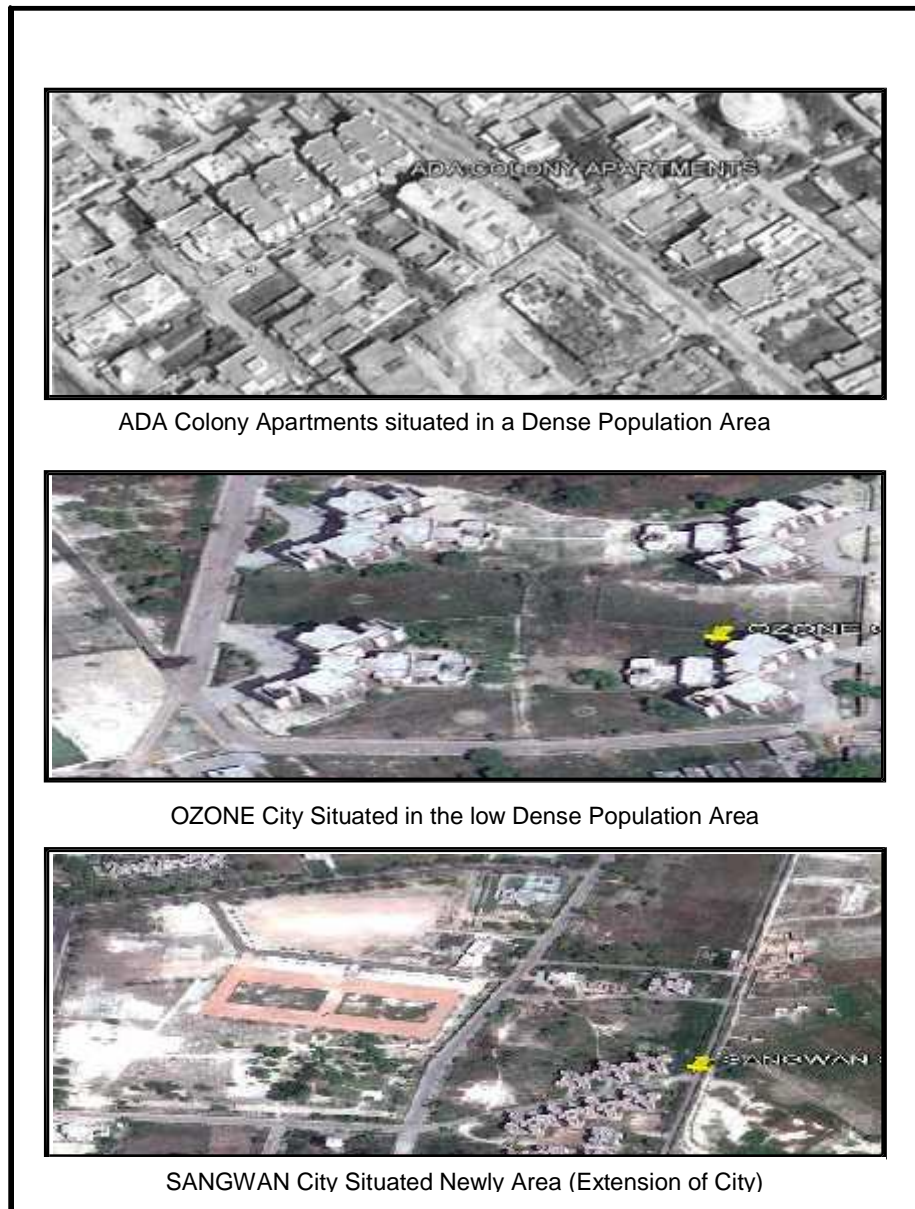 ADA COLONY APARTMENTS
ADA Colony Apartments situated in a Dense Population Area
OZONE
OZONE City Situated in the low Dense Population Area
SANGWAN
SANGWAN City Situated Newly Area (Extension of City)